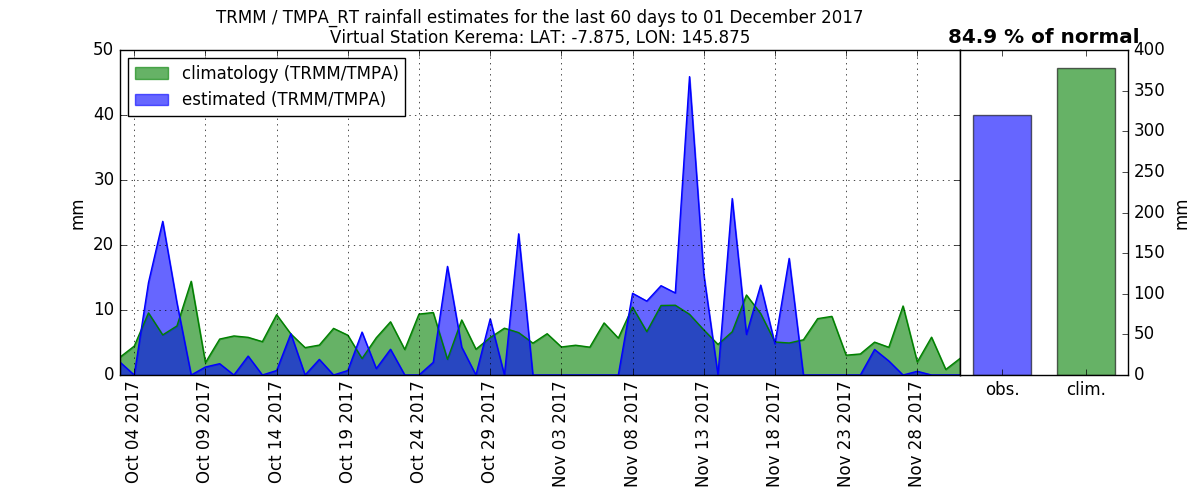 TRMM / TMPA_RT rainfall estimates for the last 60 days to 01 December 2017
Virtual Station Kerema: LAT: -7.875, LON: 145.875
84.9 % of normal
climatology (TRMM/TMPA)
estimated (TRMM/TMPA)
50
40
30
20
10
0
mm
Oct 04 2017
Oct 09 2017
Oct 14 2017
Oct 19 2017
Oct 24 2017
Oct 29 2017
Nov 03 2017
Nov 08 2017
Nov 13 2017
Nov 18 2017
Nov 23 2017
Nov 28 2017
obs.
clim.
400
350
300
250
200
150
100
50
0
mm